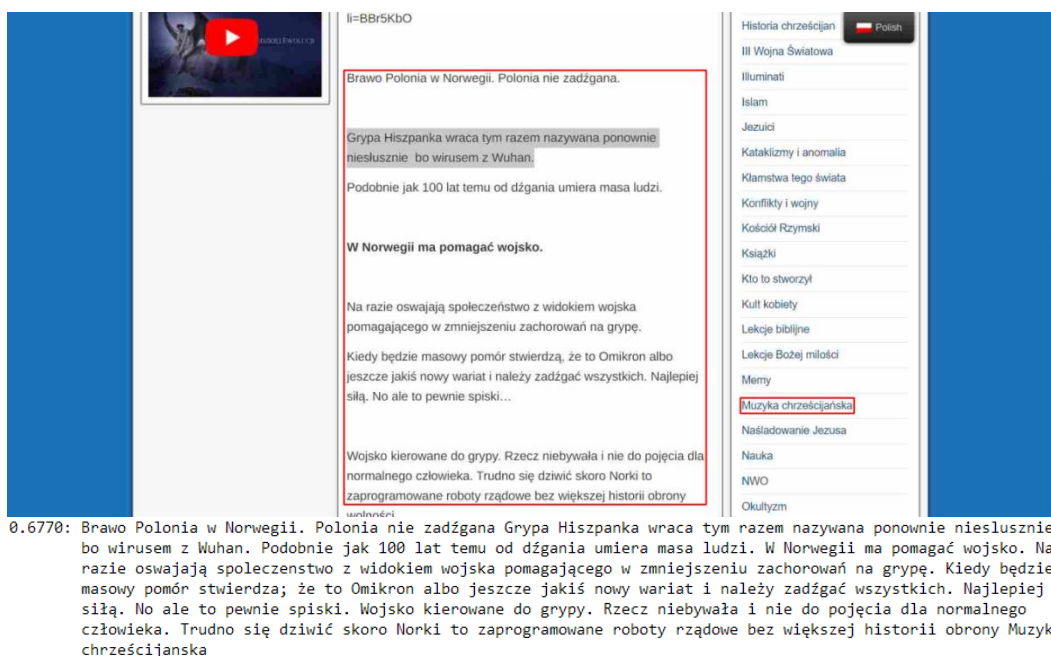 DZIEJ EWOLUCJI
li=BBr5KbO
Brawo Polonia w Norwegii. Polonia nie zadźgana.
Grypa Hiszpanka wraca tym razem nazywana ponownie
niesłusznie bo wirusem z Wuhan.
Podobnie jak 100 lat temu od dźgania umiera masa ludzi.
W Norwegii ma pomagać wojsko.
Na razie oswajają społeczeństwo z widokiem wojska
pomagającego w zmniejszeniu zachorowań na grypę.
Kiedy będzie masowy pomór stwierdzą, że to Omikron albo
jeszcze jakiś nowy wariat i należy zadźgać wszystkich. Najlepiej
siłą. No ale to pewnie spiski...
Wojsko kierowane do grypy. Rzecz niebywała i nie do pojęcia dla
normalnego człowieka. Trudno się dziwić skoro Norki to
zaprogramowane roboty rządowe bez większej historii obrony
wolności
Historia chrześcijan
Polish
III Wojna Światowa
Illuminati
Islam
Jezuici
Kataklizmy i anomalia
Kłamstwa tego świata
Konflikty i wojny
Kościół Rzymski
Książki
Kto to stworzył
Kult kobiety
Lekcje biblijne
Lekcje Bożej milości
Memy
Muzyka chrześcijańska
Naśladowanie Jezusa
Nauka
NWO
Okultyzm
0.6770: Brawo Polonia w Norwegii. Polonia nie zadźgana Grypa Hiszpanka wraca tym razem nazywana ponownie nieslusznie
bo wirusem z Wuhan. Podobnie jak 100 lat temu od dźgania umiera masa ludzi. W Norwegii ma pomagać wojsko. Na
razie oswajają spoleczenstwo z widokiem wojska pomagającego w zmniejszeniu zachorowań na grypę. Kiedy będzie
masowy pomór stwierdza; że to Omikron albo jeszcze jakiś nowy wariat i należy zadźgać wszystkich. Najlepiej
siłą. No ale to pewnie spiski. Wojsko kierowane do grypy. Rzecz niebywała i nie do pojęcia dla normalnego
człowieka. Trudno się dziwić skoro Norki to zaprogramowane roboty rządowe bez większej historii obrony Muzyk
chrześcijanska